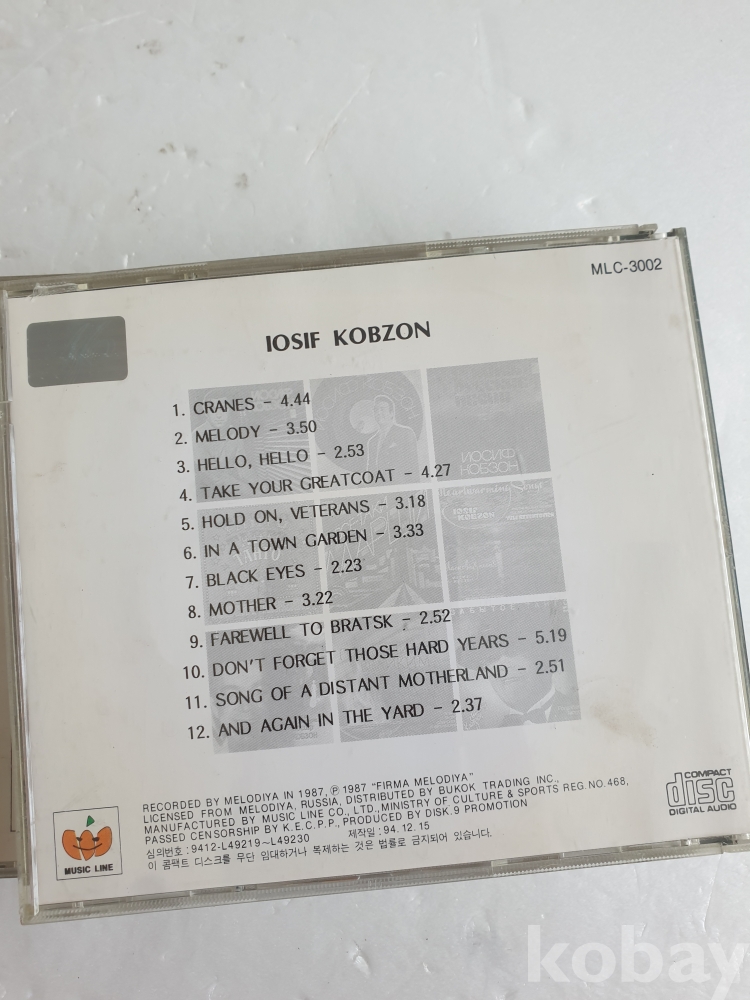 MLC-3002
IOSIF KOBZON
1. CRANES - 4.44
2. MELODY - 3.50
3. HELLO, HELLO - 2.53
4. TAKE YOUR GREATCOAT - 4.27
5. HOLD ON, VETERANS - 3.18
6. IN A TOWN GARDEN - 3.33
7. BLACK EYES - 2.23
8. MOTHER - 3.22
9. FAREWELL TO BRATSK - 2.52
10. DON'T FORGET THOSE HARD YEARS - 5.19
11. SONG OF A DISTANT MOTHERLAND - 2.51
12. AND AGAIN IN THE YARD - 2.37
ИОСИФ
КОБЗОН
RECORDED BY MELODIYA IN 1987, ℗ 1987 "FIRMA MELODIYA"
LICENSED FROM MELODIYA, RUSSIA, DISTRIBUTED BY BUKOK TRADING INC.,
MANUFACTURED BY MUSIC LINE CO., LTD.,MINISTRY OF CULTURE & SPORTS REG.NO.468,
PASSED CENSORSHIP BY K.E.C.P.P., PRODUCED BY DISK.9 PROMOTION
심의번호 : 9412-L49219~L49230 제작일 : 94.12.15
이 콤팩트 디스크를 무단 임대하거나 복제하는 것은 법률로 금지되어 있습니다.
MUSIC LINE
COMPACT
disc
DIGITAL AUDIO
kobay